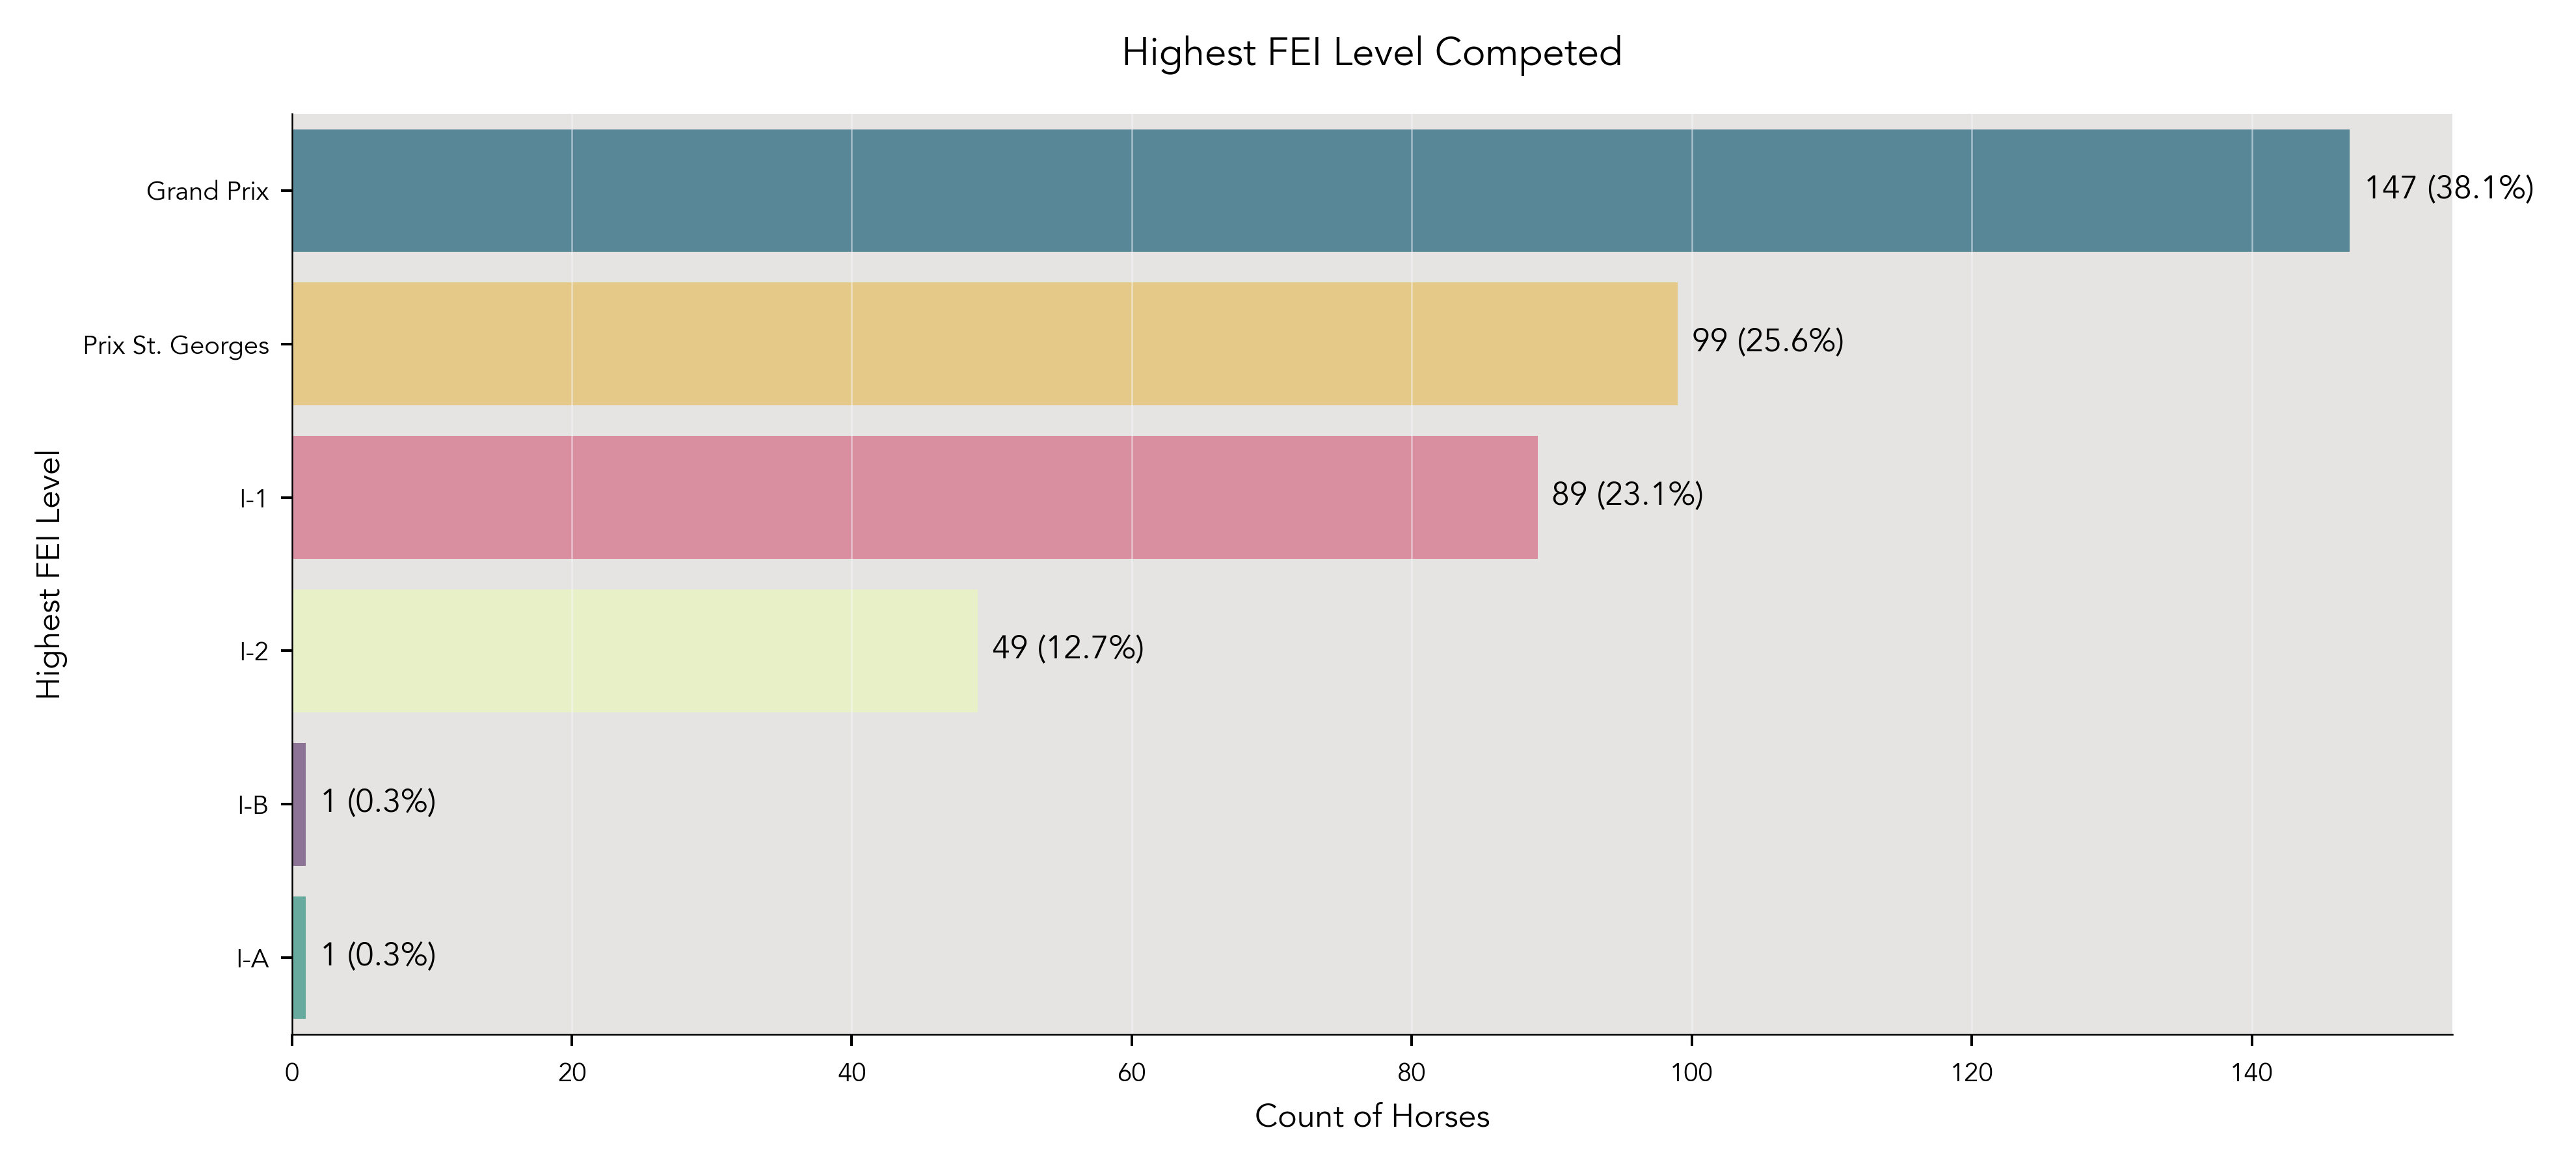 Highest FEI Level Competed
Highest FEI Level
Grand Prix
147 (38.1%)
Prix St. Georges
99 (25.6%)
I-1
89 (23.1%)
I-2
49 (12.7%)
I-B
1 (0.3%)
I-A
1 (0.3%)
0 20 40 60 80 100 120 140
Count of Horses